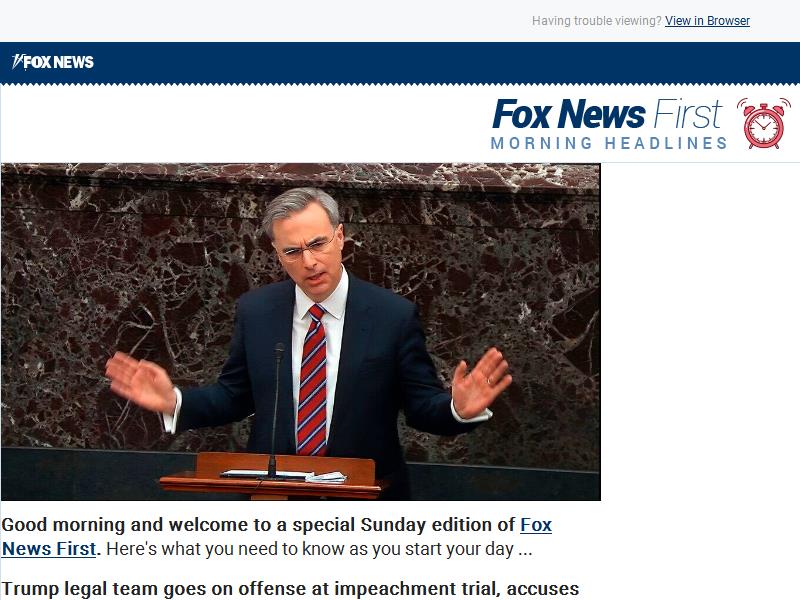 Having trouble viewing? View in Browser
FOX NEWS
Fox News First
MORNING HEADLINES
Good morning and welcome to a special Sunday edition of Fox
News First. Here's what you need to know as you start your day ...
Trump legal team goes on offense at impeachment trial, accuses